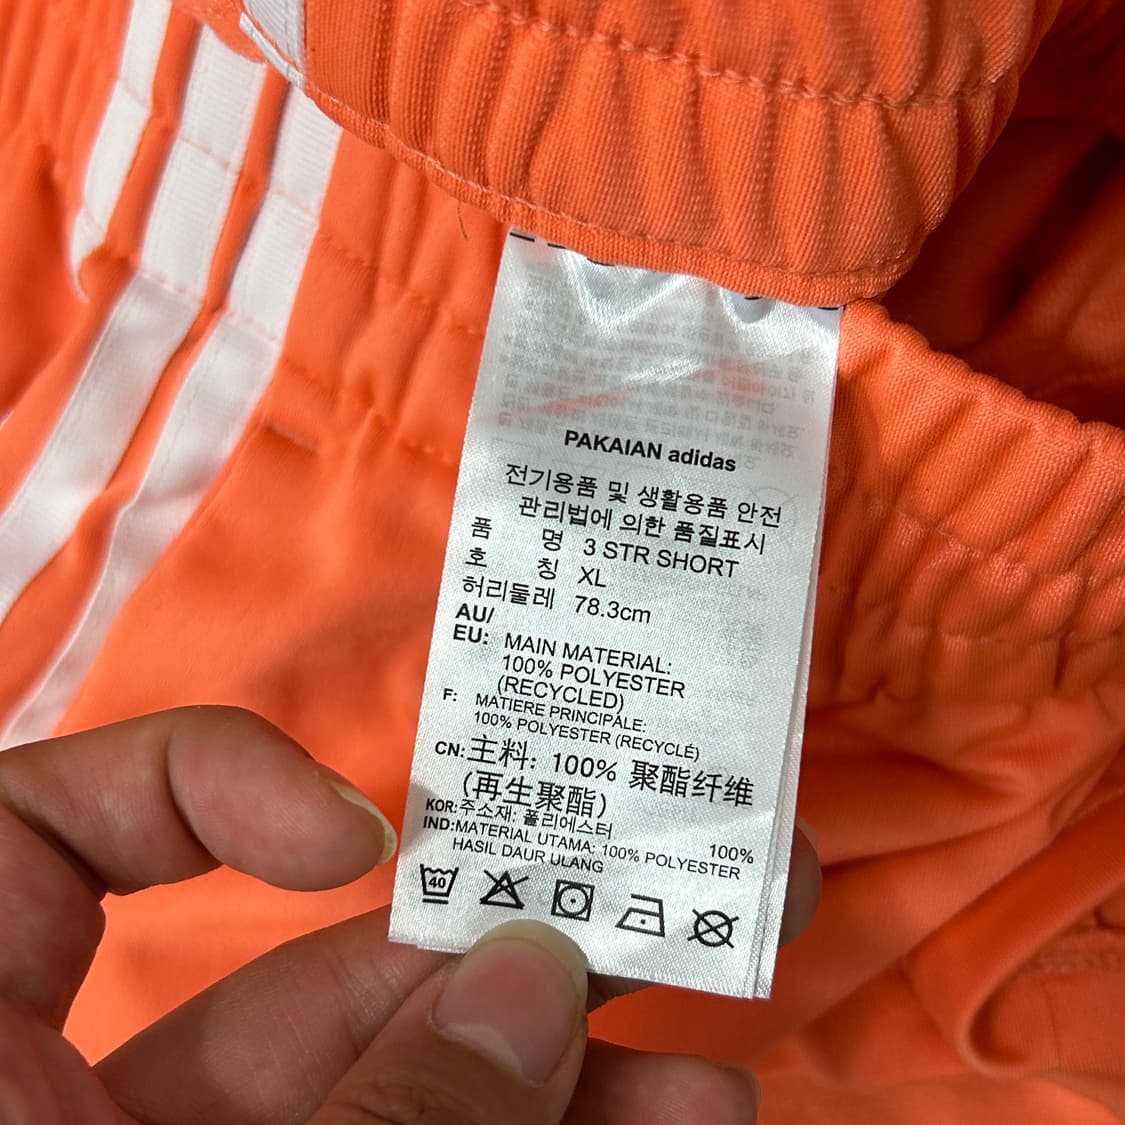 PAKAIAN adidas
전기용품 및 생활용품 안전
관리법에 의한 품질표시
품 명 3 STR SHORT
호 칭 XL
허리둘레 78.3cm
AU/
EU: MAIN MATERIAL:
100% POLYESTER
(RECYCLED)
F: MATIERE PRINCIPALE:
100% POLYESTER (RECYCLÉ)
CN: 主料: 100% 聚酯纤维
(再生聚酯)
KOR: 주소재: 폴리에스터 100%
IND: MATERIAL UTAMA: 100% POLYESTER
HASIL DAUR ULANG
40